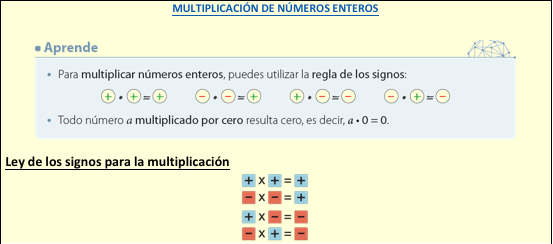 MULTIPLICACIÓN DE NÚMEROS ENTEROS
Aprende
• Para multiplicar números enteros, puedes utilizar la regla de los signos:
+ • + = + − • − = + + • − = − − • + = −
• Todo número a multiplicado por cero resulta cero, es decir, a • 0 = 0.
Ley de los signos para la multiplicación
+ x + = +
− x − = +
+ x − = −
− x + = −